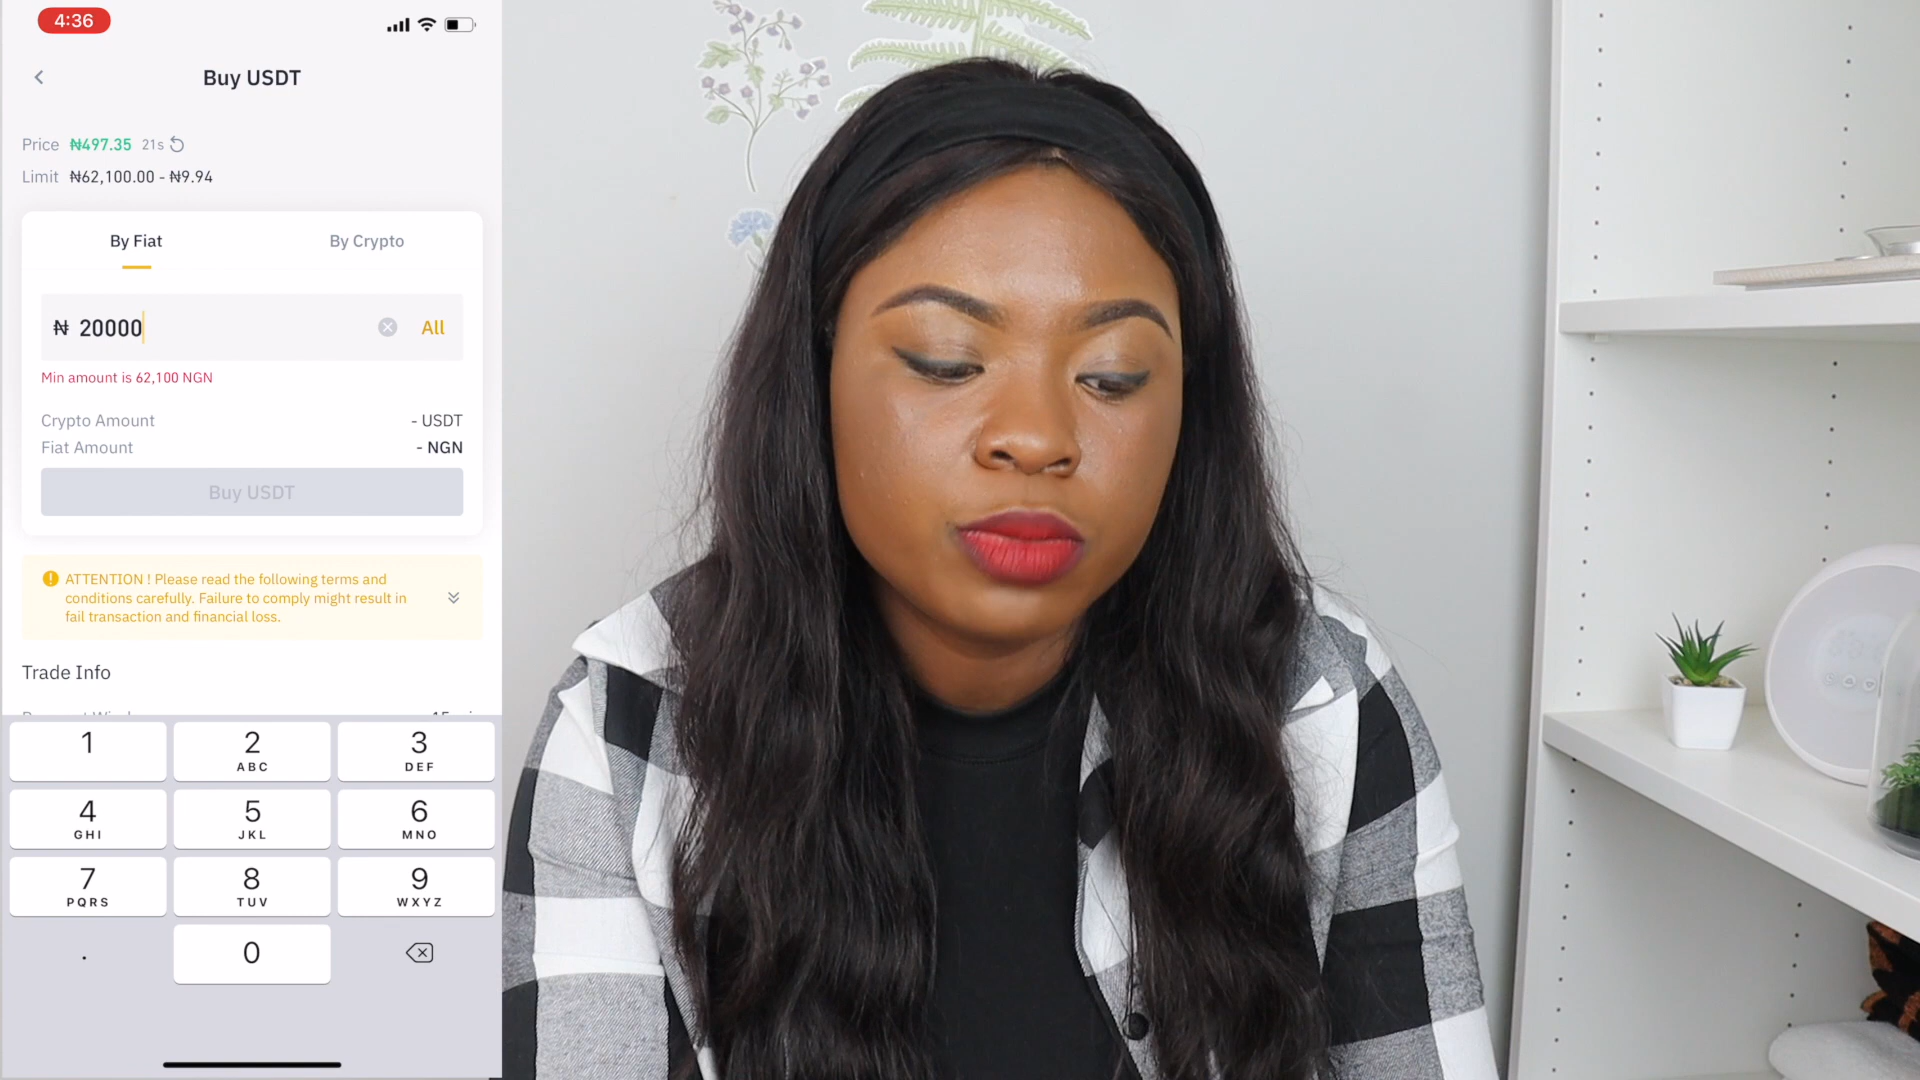 4:36
Buy USDT
Price ₦497.35 21s
Limit ₦62,100.00 - ₦9.94
By Fiat By Crypto
₦ 20000 All
Min amount is 62,100 NGN
Crypto Amount - USDT
Fiat Amount - NGN
Buy USDT
ATTENTION ! Please read the following terms and
conditions carefully. Failure to comply might result in
fail transaction and financial loss.
Trade Info
1 2 3
ABC DEF
4 5 6
GHI JKL MNO
7 8 9
PQRS TUV WXYZ
. 0